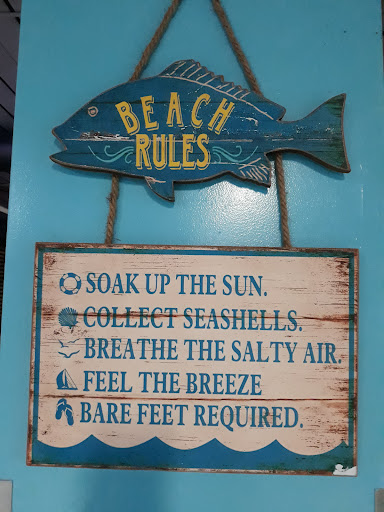 BEACH
RULES
SOAK UP THE SUN.
COLLECT SEASHELLS.
BREATHE THE SALTY AIR.
FEEL THE BREEZE
BARE FEET REQUIRED.